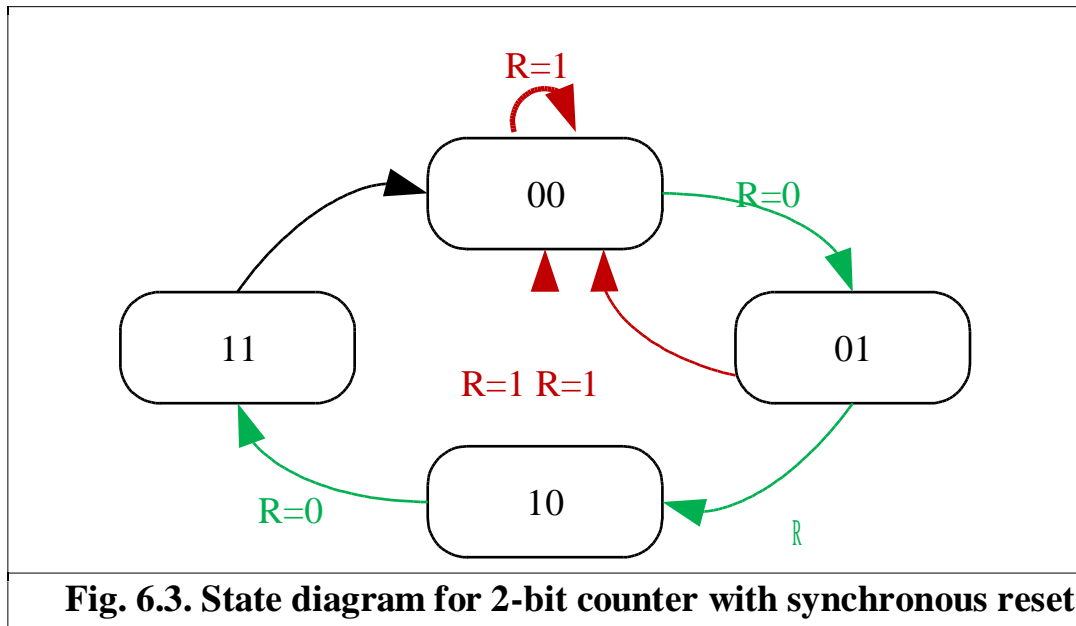 R=1
00
R=0
11
01
R=1 R=1
10
R=0
R
Fig. 6.3. State diagram for 2-bit counter with synchronous reset